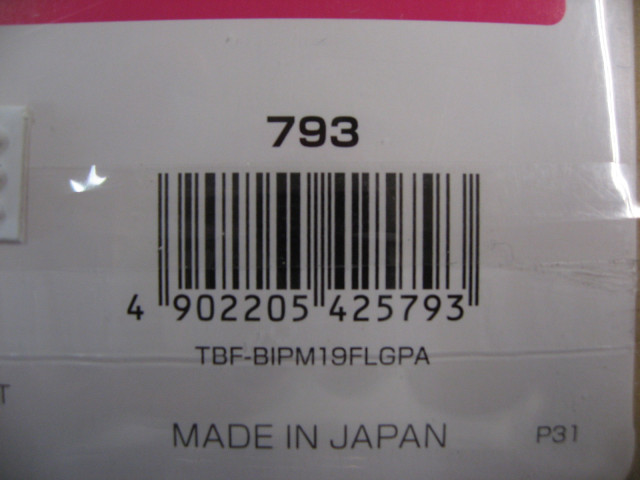 793
4 902205 425793
TBF-BIPM19FLGPA
T
MADE IN JAPAN P31